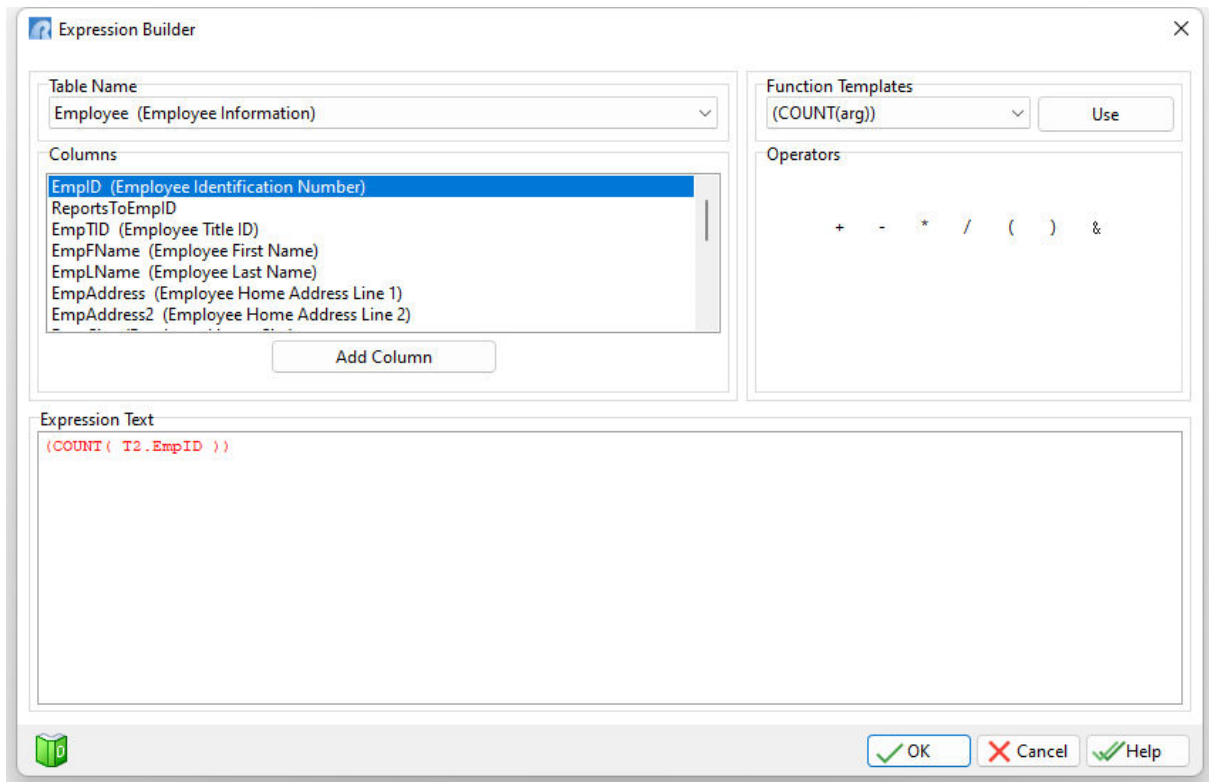 Expression Builder
Table Name
Employee (Employee Information)
Function Templates
(COUNT(arg))
Use
Columns
EmpID (Employee Identification Number)
ReportsToEmpID
EmpTID (Employee Title ID)
EmpFName (Employee First Name)
EmpLName (Employee Last Name)
EmpAddress (Employee Home Address Line 1)
EmpAddress2 (Employee Home Address Line 2)
Add Column
Operators
+ - * / ( ) &
Expression Text
(COUNT( T2.EmpID ))
OK
Cancel
Help